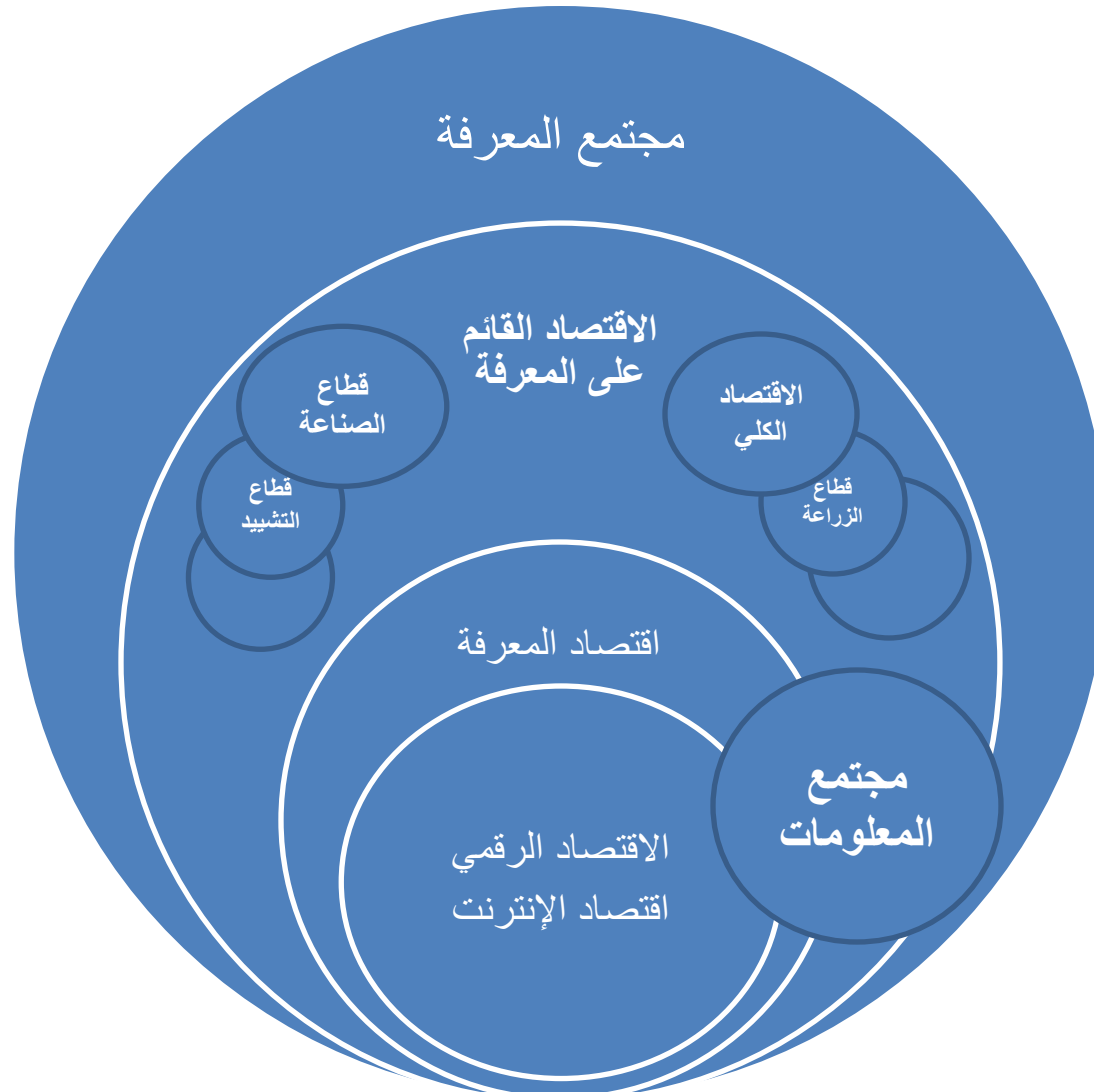 مجتمع المعرفة
الاقتصاد القائم
على المعرفة
الاقتصاد
الكلي
قطاع
الزراعة
قطاع
الصناعة
قطاع
التشييد
اقتصاد المعرفة
مجتمع
المعلومات
الاقتصاد الرقمي
اقتصاد الإنترنت